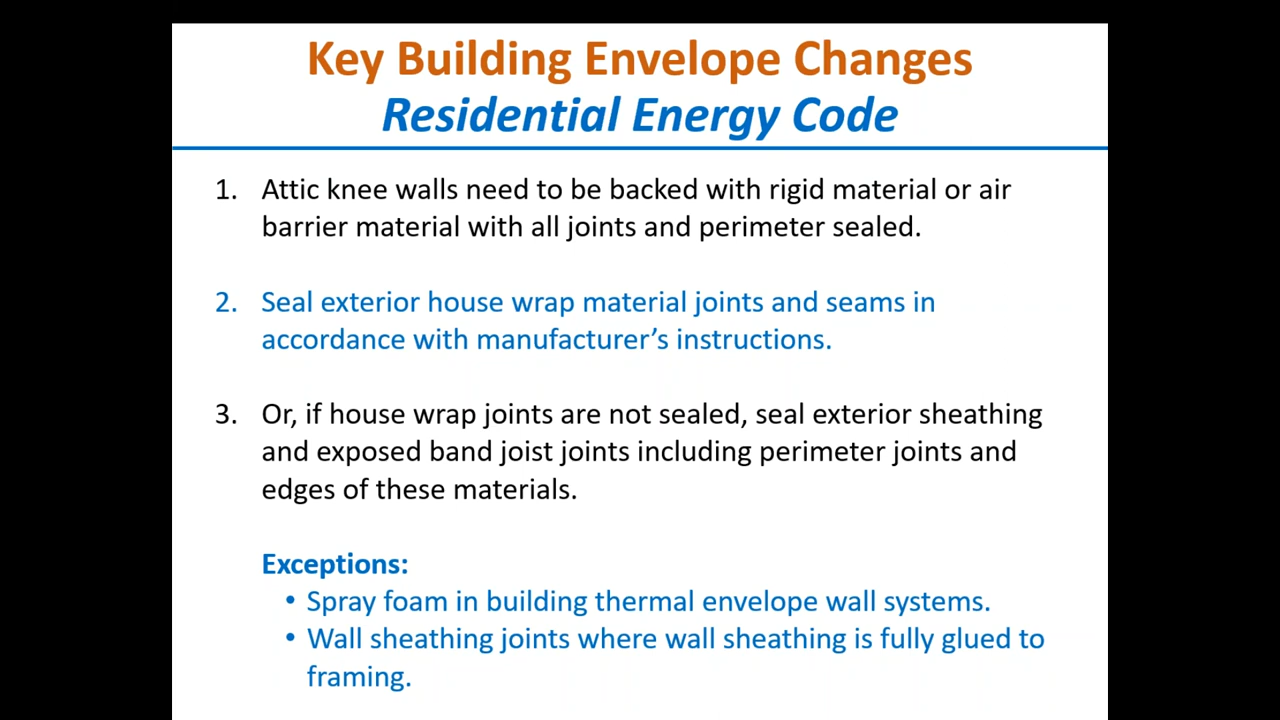 Key Building Envelope Changes
Residential Energy Code
1. Attic knee walls need to be backed with rigid material or air
barrier material with all joints and perimeter sealed.
2. Seal exterior house wrap material joints and seams in
accordance with manufacturer’s instructions.
3. Or, if house wrap joints are not sealed, seal exterior sheathing
and exposed band joist joints including perimeter joints and
edges of these materials.
Exceptions:
• Spray foam in building thermal envelope wall systems.
• Wall sheathing joints where wall sheathing is fully glued to
framing.